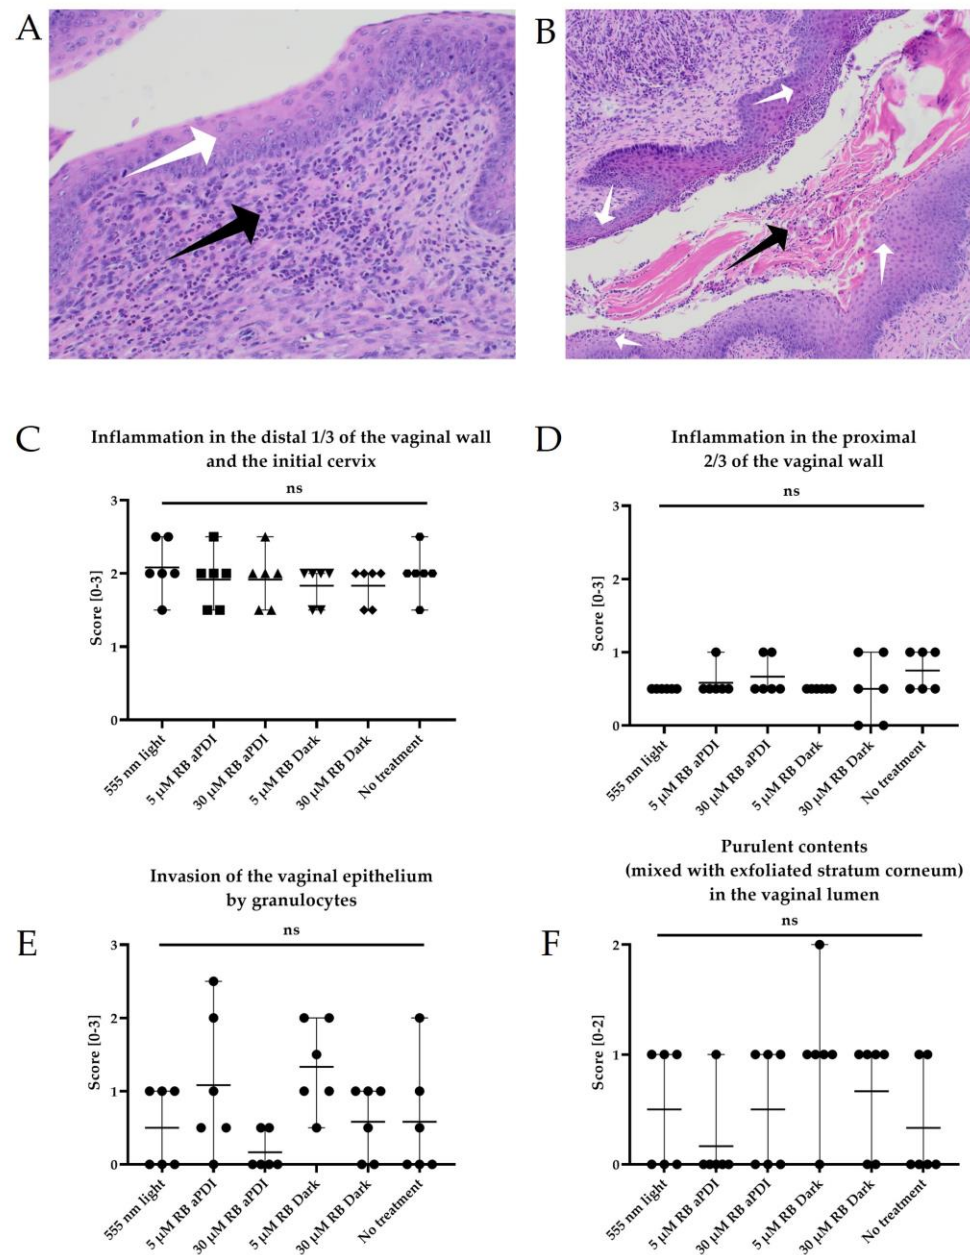 A
B
C
Inflammation in the distal 1/3 of the vaginal wall
and the initial cervix
ns
Score [0-3]
3
2
1
0
555 nm light
5 µM RB aPDI
30 µM RB aPDI
5 µM RB Dark
30 µM RB Dark
No treatment
D
Inflammation in the proximal
2/3 of the vaginal wall
ns
Score [0-3]
3
2
1
0
555 nm light
5 µM RB aPDI
30 µM RB aPDI
5 µM RB Dark
30 µM RB Dark
No treatment
E
Invasion of the vaginal epithelium
by granulocytes
ns
Score [0-3]
3
2
1
0
555 nm light
5 µM RB aPDI
30 µM RB aPDI
5 µM RB Dark
30 µM RB Dark
No treatment
F
Purulent contents
(mixed with exfoliated stratum corneum)
in the vaginal lumen
ns
Score [0-2]
2
1
0
555 nm light
5 µM RB aPDI
30 µM RB aPDI
5 µM RB Dark
30 µM RB Dark
No treatment